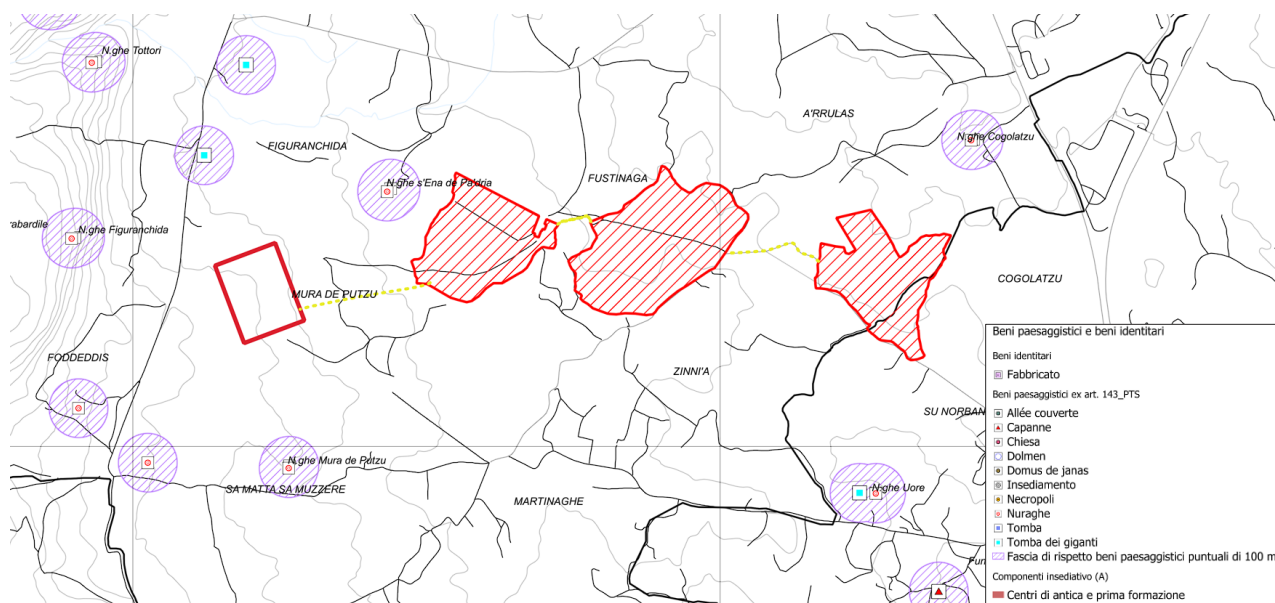 N.ghe Tottori
A'RRULAS
N.ghe Cogolatzu
FIGURANCHIDA
FUSTINAGA
N.ghe s'Ena de Pa'dria
rabardile
N.ghe Figuranchida
COGOLATZU
MURA DE PUTZU
FODDEDDIS
ZINNI'A
SU NORBAN
N.ghe Mura de Putzu
SA MATTA SA MUZZERE
MARTINAGHE
N.ghe Uore
Fun
Beni paesaggistici e beni identitari
Beni identitari
Fabbricato
Beni paesaggistici ex art. 143_PTS
Allée couverte
Capanne
Chiesa
Dolmen
Domus de janas
Insediamento
Necropoli
Nuraghe
Tomba
Tomba dei giganti
Fascia di rispetto beni paesaggistici puntuali di 100 m
Componenti insediativo (A)
Centri di antica e prima formazione